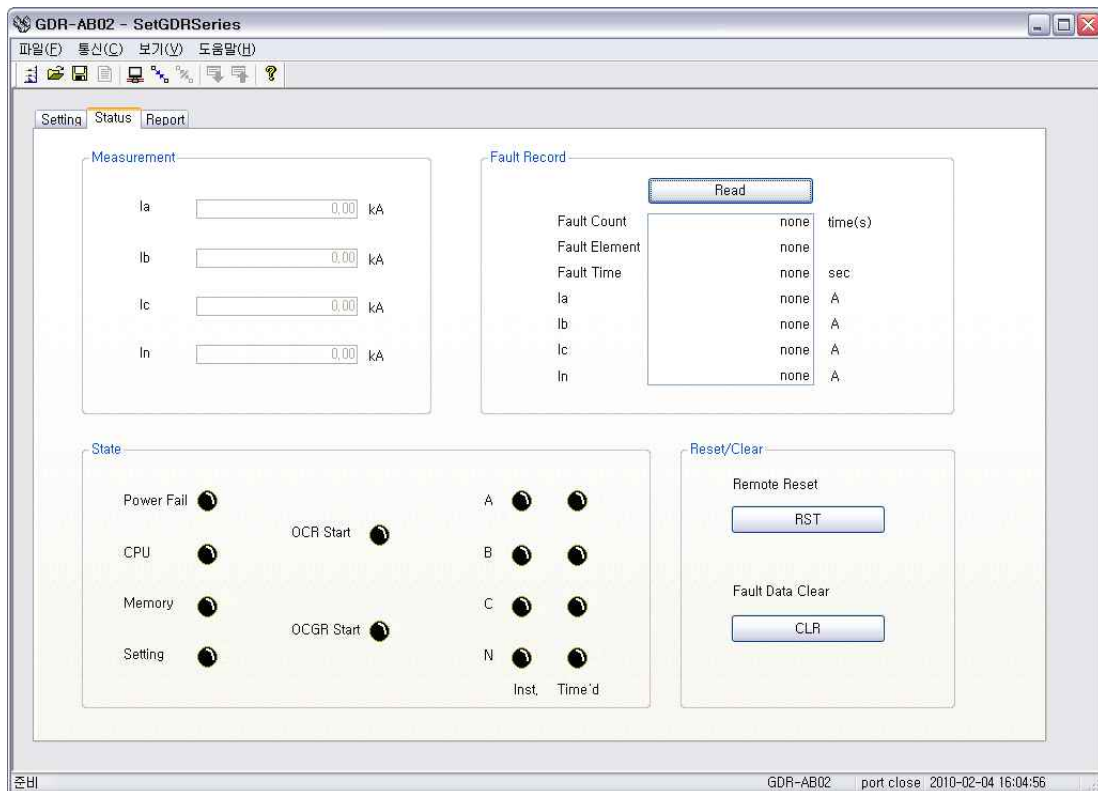 GDR-AB02 - SetGDRSeries
파일(F) 통신(C) 보기(V) 도움말(H)
Setting Status Report
Measurement
Ia 0,00 kA
Ib 0,00 kA
Ic 0,00 kA
In 0,00 kA
Fault Record
Read
Fault Count none time(s)
Fault Element none
Fault Time none sec
Ia none A
Ib none A
Ic none A
In none A
State
Power Fail
CPU
Memory
Setting
OCR Start
OCGR Start
A
B
C
N
Inst, Time'd
Reset/Clear
Remote Reset
RST
Fault Data Clear
CLR
준비 GDR-AB02 port close 2010-02-04 16:04:56